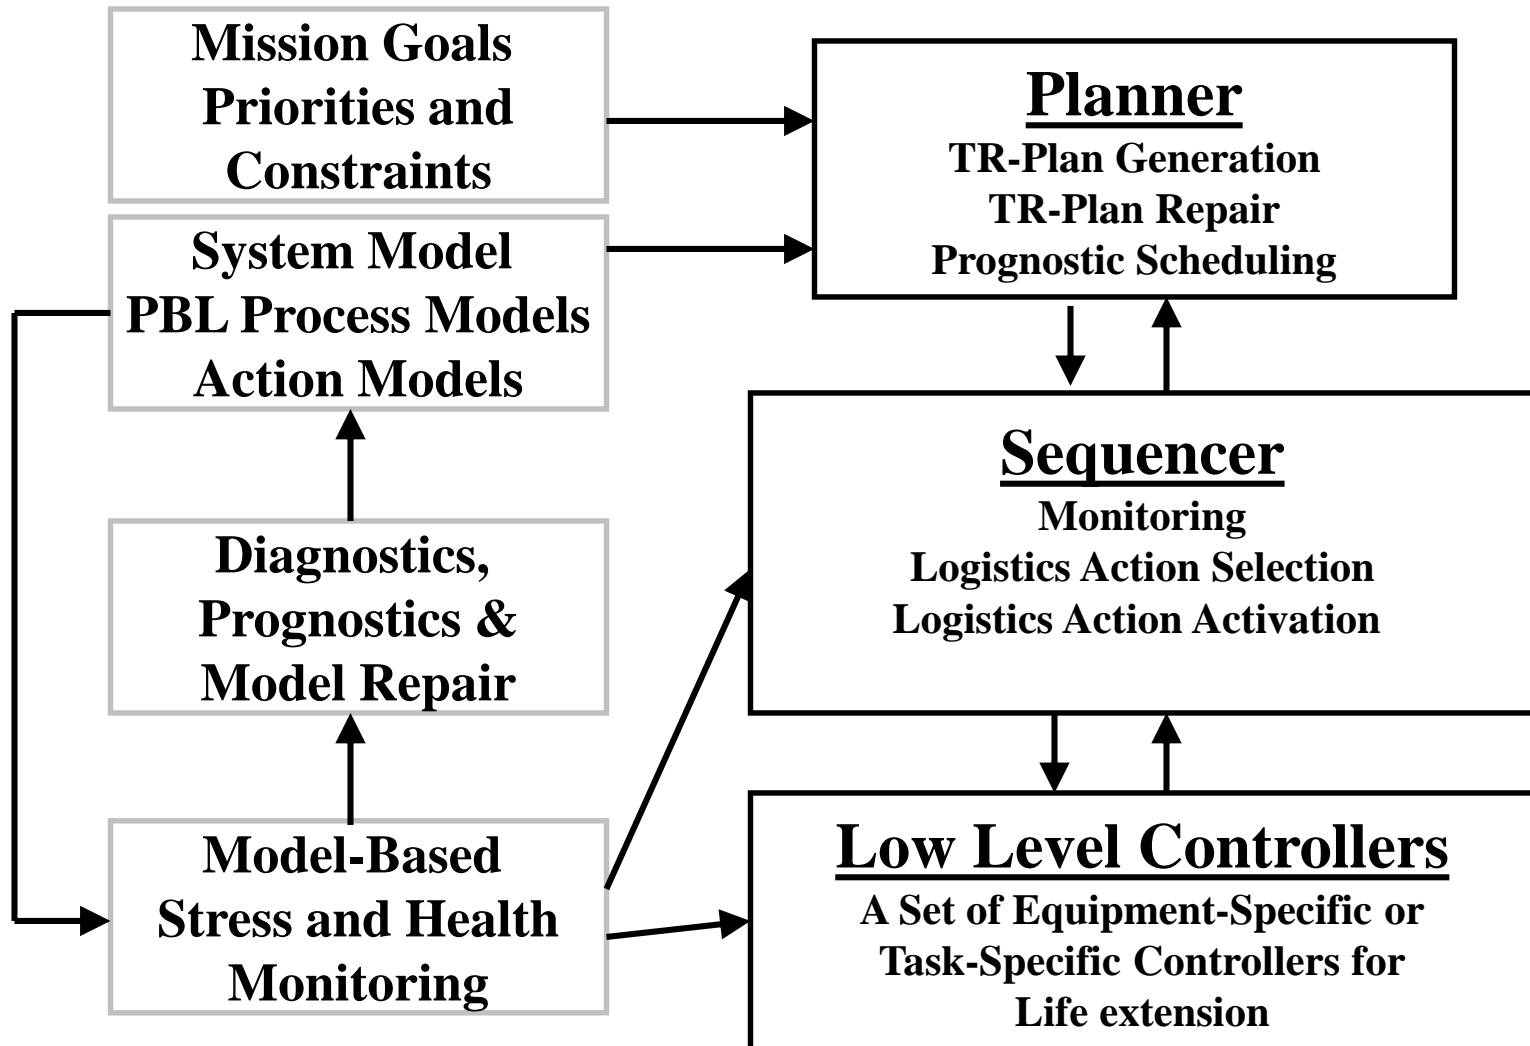 Mission Goals
Priorities and
Constraints
System Model
PBL Process Models
Action Models
Diagnostics,
Prognostics &
Model Repair
Model-Based
Stress and Health
Monitoring
Planner
TR-Plan Generation
TR-Plan Repair
Prognostic Scheduling
Sequencer
Monitoring
Logistics Action Selection
Logistics Action Activation
Low Level Controllers
A Set of Equipment-Specific or
Task-Specific Controllers for
Life extension